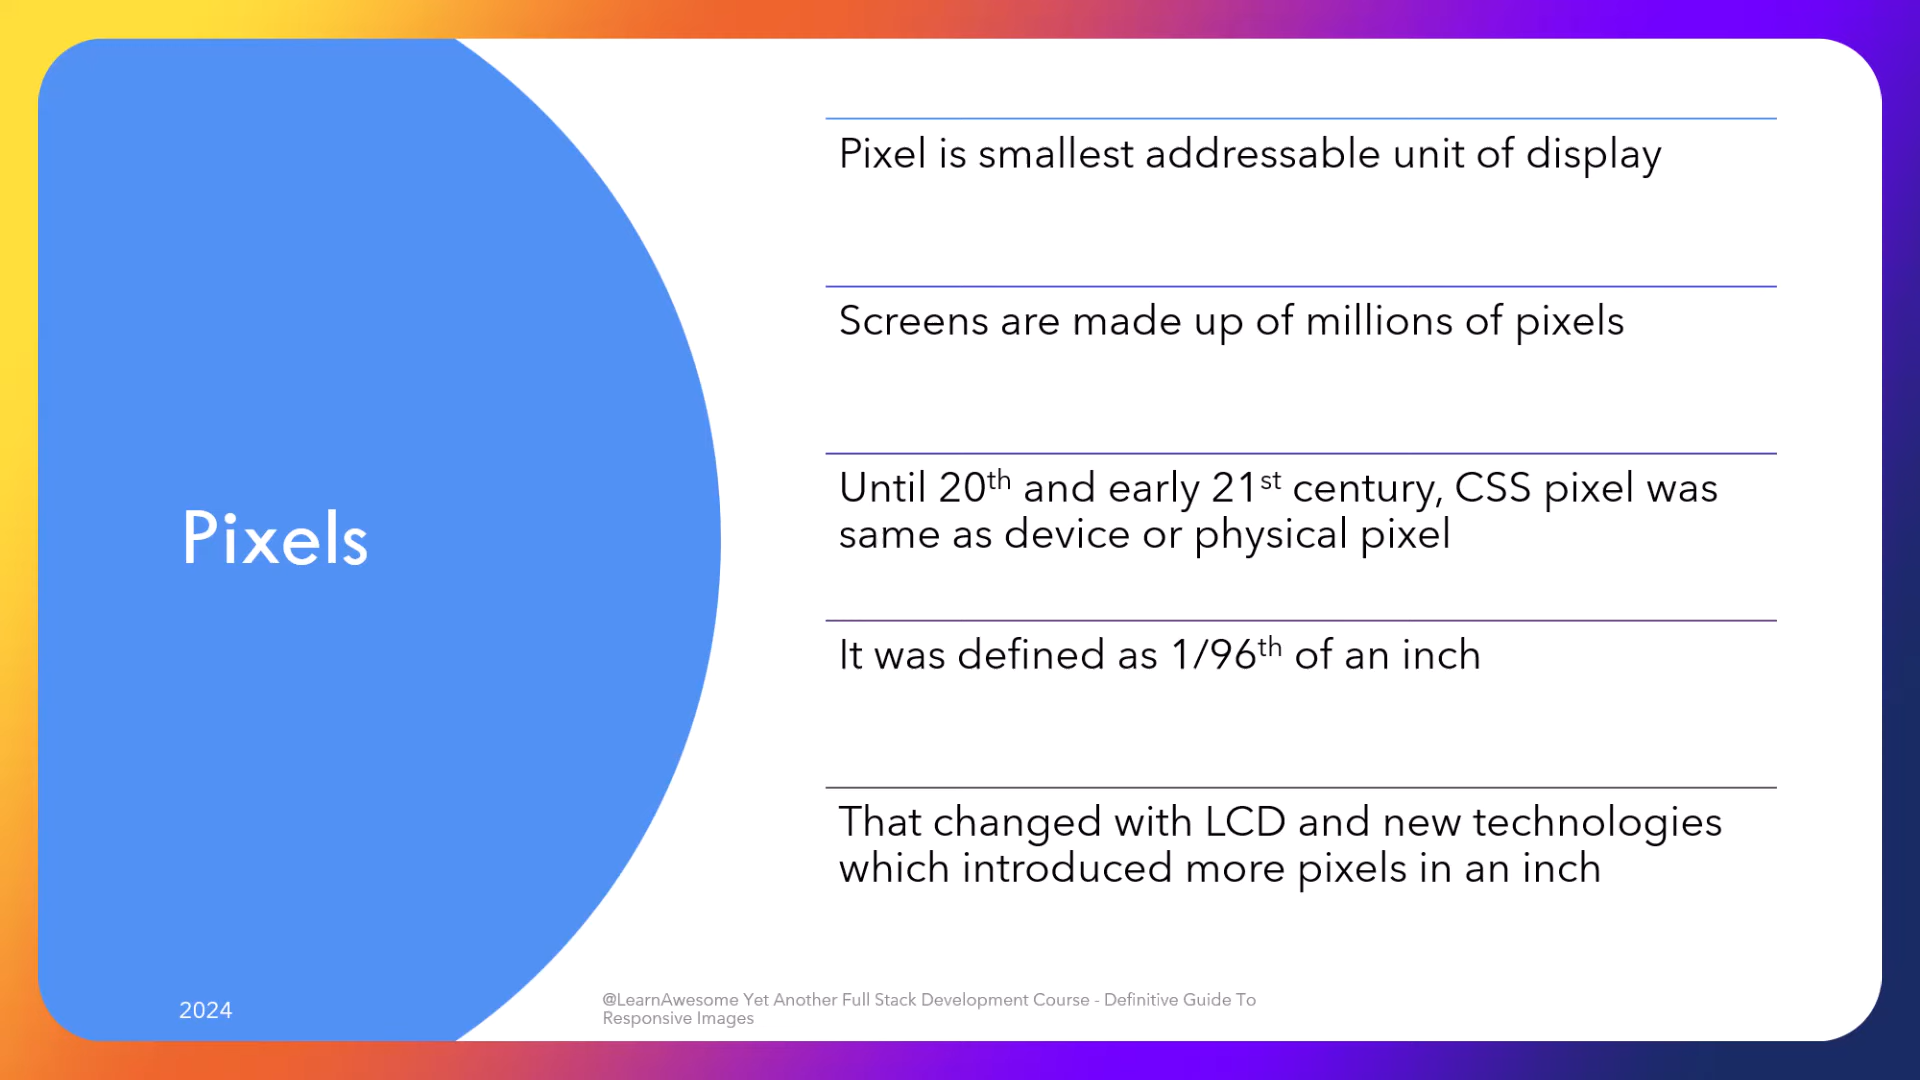 Pixels
Pixel is smallest addressable unit of display
Screens are made up of millions of pixels
Until 20th and early 21st century, CSS pixel was
same as device or physical pixel
It was defined as 1/96th of an inch
That changed with LCD and new technologies
which introduced more pixels in an inch
2024
@LearnAwesome Yet Another Full Stack Development Course - Definitive Guide To
Responsive Images